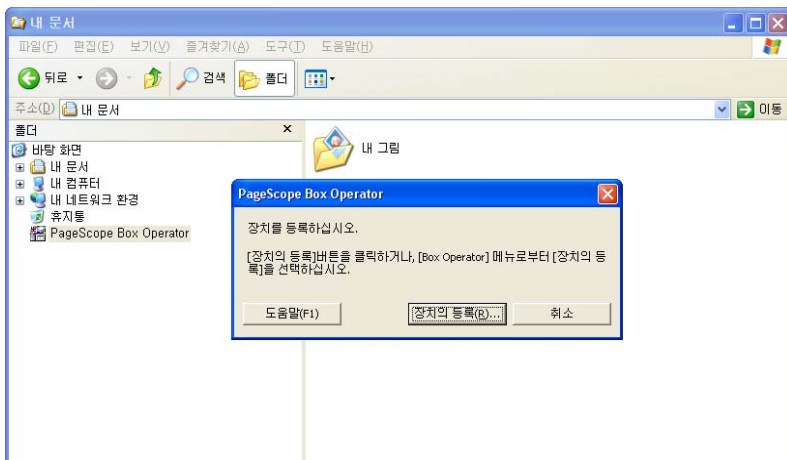 내 문서
파일(F) 편집(E) 보기(V) 즐겨찾기(A) 도구(T) 도움말(H)
뒤로 검색 폴더
주소(D) 내 문서 이동
폴더
바탕 화면
내 문서
내 컴퓨터
내 네트워크 환경
휴지통
PageScope Box Operator
내 그림
PageScope Box Operator
장치를 등록하십시오.
[장치의 등록]버튼을 클릭하거나, [Box Operator] 메뉴로부터 [장치의 등
록]을 선택하십시오.
도움말(F1) 장치의 등록(R)... 취소